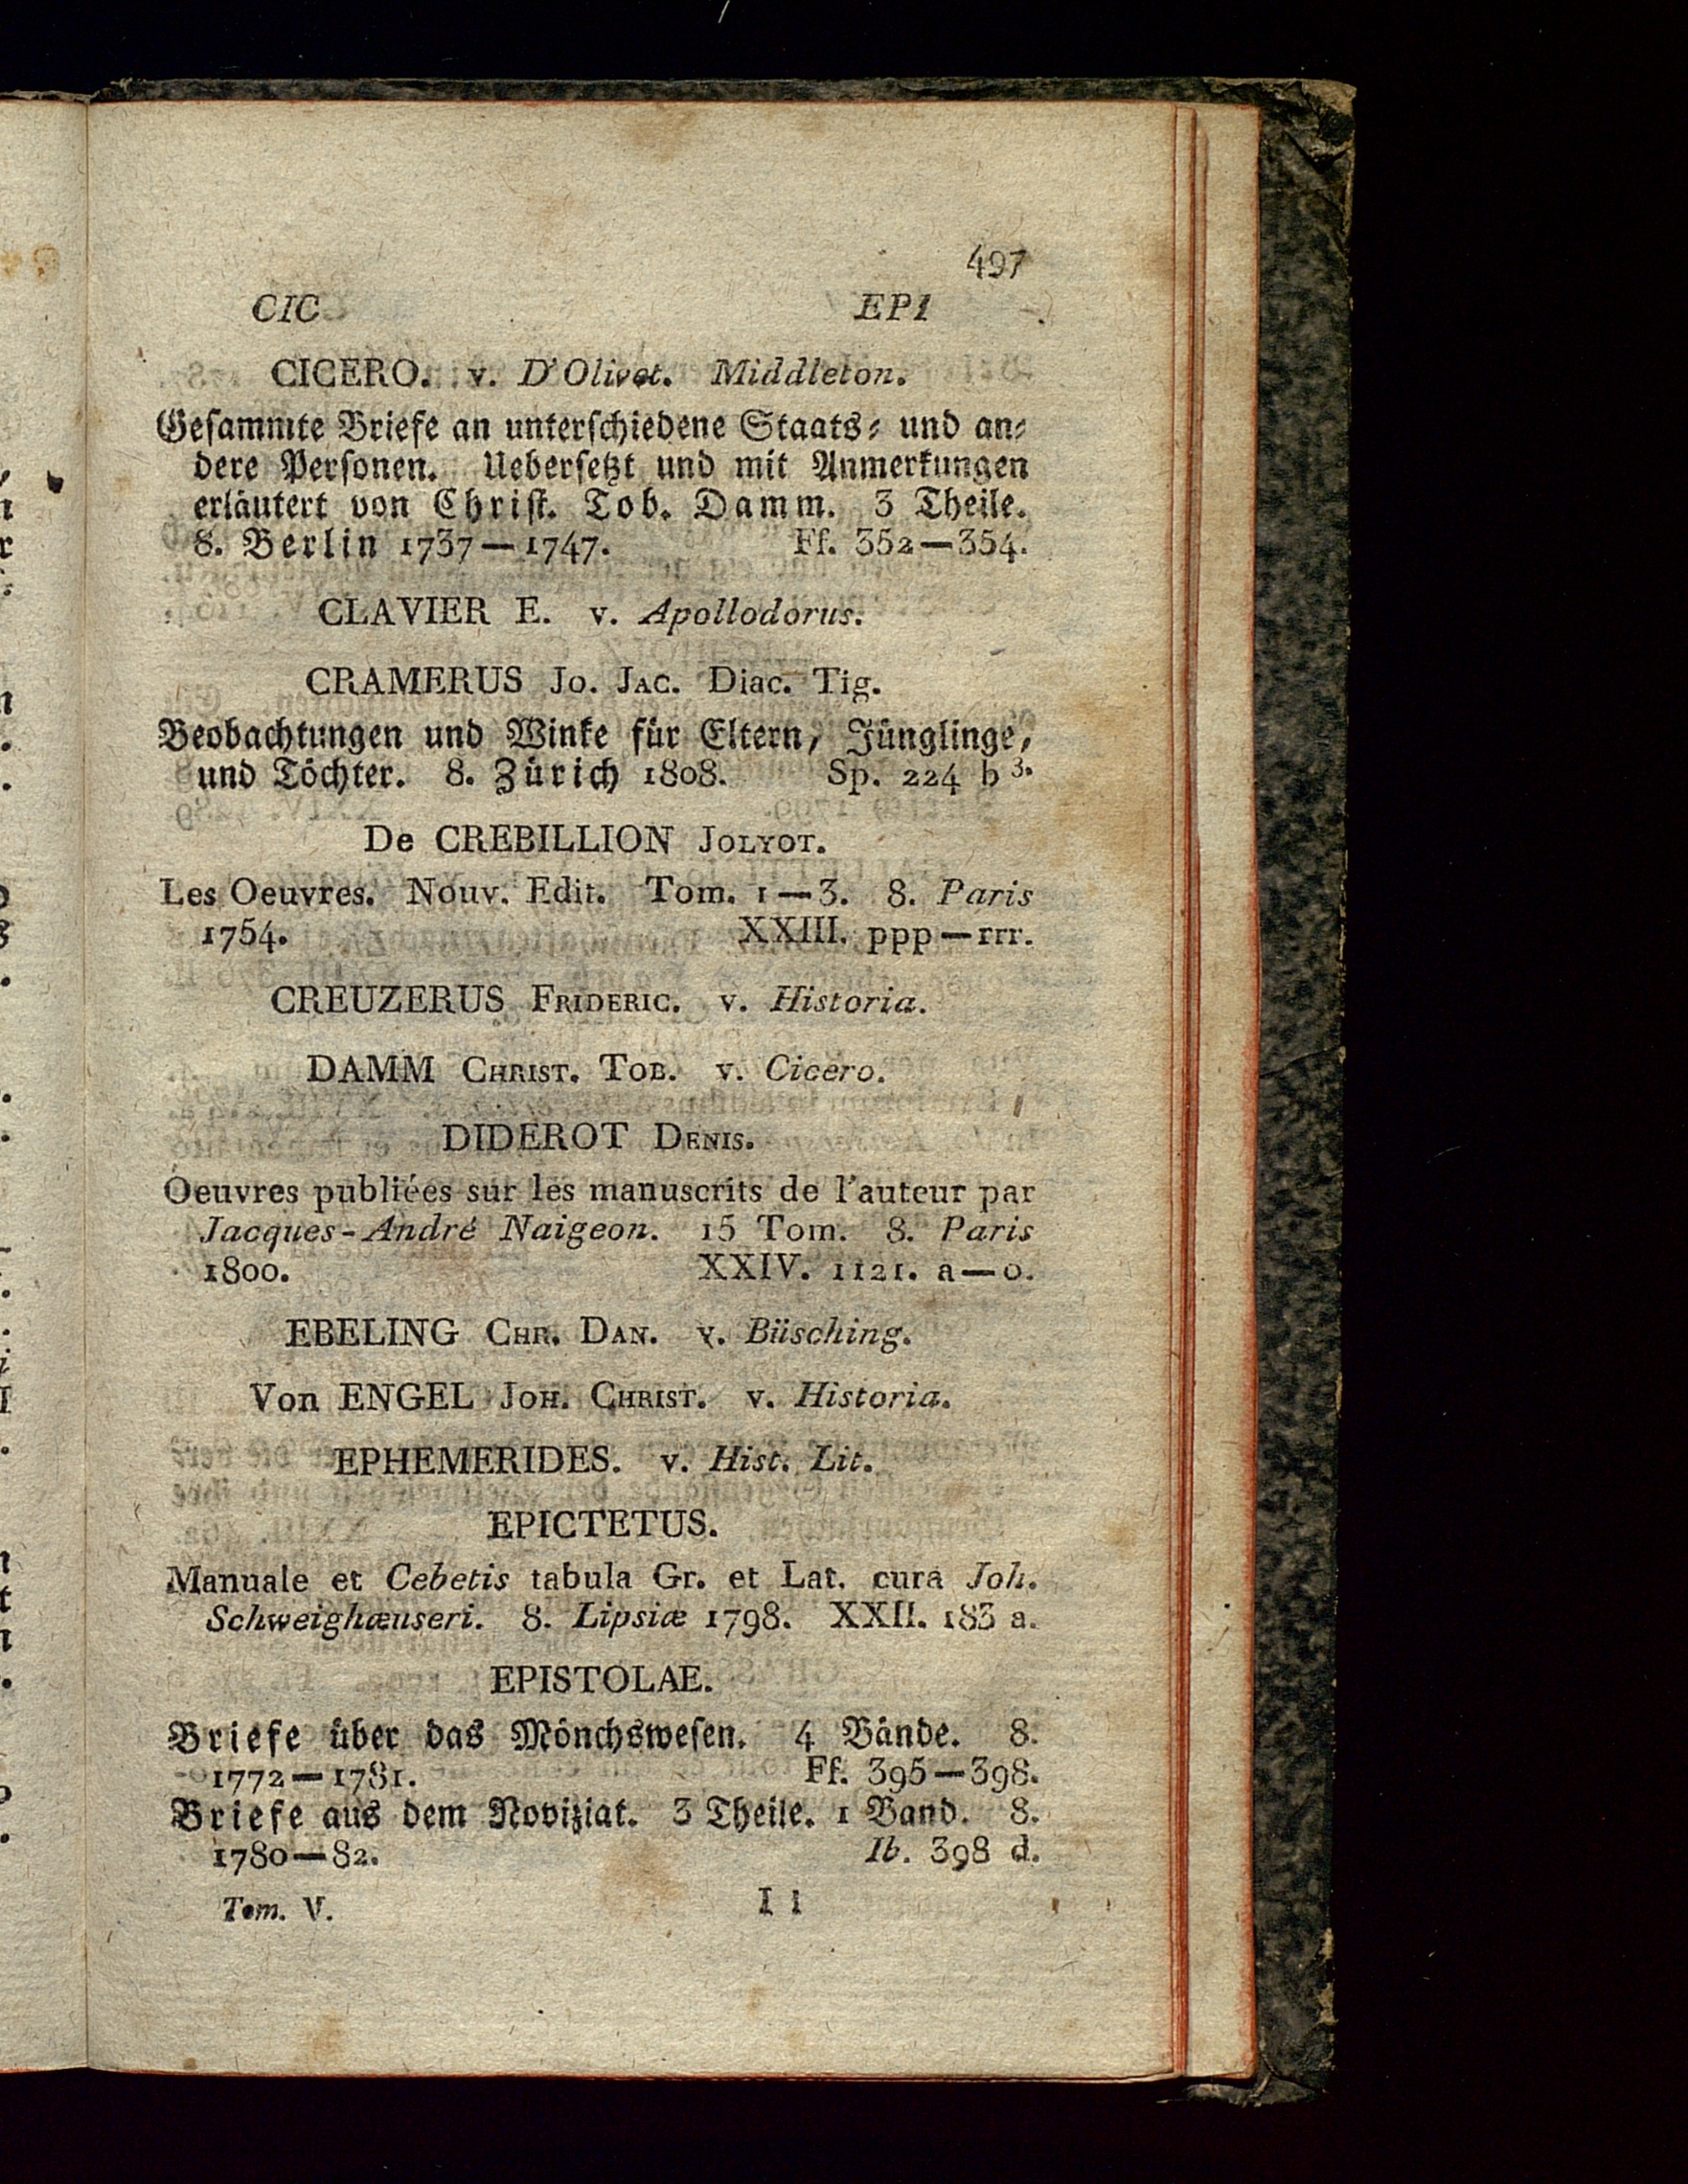 497
CIC EPI
CICERO. v. D'Olivet. Middleton.
Gesammte Briefe an unterschiedene Staats- und an-
dere Personen. Uebersetzt und mit Anmerkungen
erläutert von Christ. Tob. Damm. 3 Theile.
8. Berlin 1737—1747. Ff. 352—354.
CLAVIER E. v. Apollodorus.
CRAMERUS Jo. Jac. Diac. Tig.
Beobachtungen und Winke für Eltern, Jünglinge,
und Töchter. 8. Zürich 1808. Sp. 224 b 3.
De CREBILLION Jolyot.
Les Oeuvres. Nouv. Edit. Tom. 1—3. 8. Paris
1754. XXIII. ppp—rrr.
CREUZERUS Frideric. v. Historia.
DAMM Christ. Tob. v. Cicero.
DIDEROT Denis.
Oeuvres publiées sur les manuscrits de l'auteur par
Jacques-André Naigeon. 15 Tom. 8. Paris
1800. XXIV. 1121. a—o.
EBELING Chr. Dan. v. Büsching.
Von ENGEL Joh. Christ. v. Historia.
EPHEMERIDES. v. Hist. Lit.
EPICTETUS.
Manuale et Cebetis tabula Gr. et Lat. cura Joh.
Schweighæuseri. 8. Lipsiæ 1798. XXII. 183 a.
EPISTOLAE.
Briefe über das Mönchswesen. 4 Bände. 8.
1772—1781. Ff. 395—398.
Briefe aus dem Noviziat. 3 Theile. 1 Band. 8.
1780—82. Ib. 398 d.
Tom. V. I i